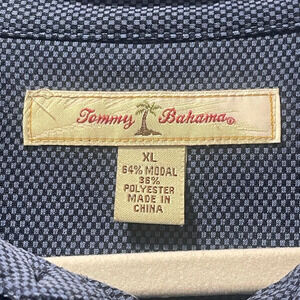 Tommy Bahama®
XL
64% MODAL
36%
POLYESTER
MADE IN
CHINA